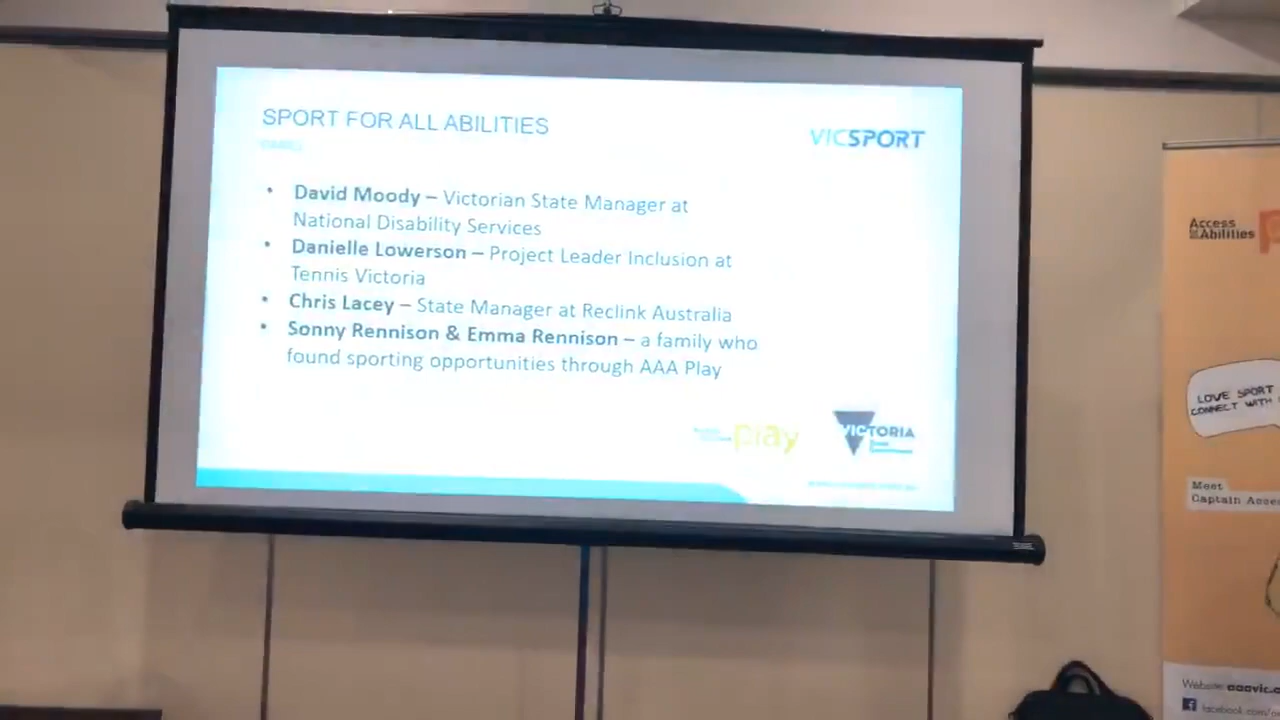 SPORT FOR ALL ABILITIES
VICSPORT
• David Moody – Victorian State Manager at
National Disability Services
• Danielle Lowerson – Project Leader Inclusion at
Tennis Victoria
• Chris Lacey – State Manager at Reclink Australia
• Sonny Rennison & Emma Rennison – a family who
found sporting opportunities through AAA Play
play
VICTORIA
State
Government
Access
Abilities
LOVE SPORT
CONNECT WITH
Meet
Captain
Website: